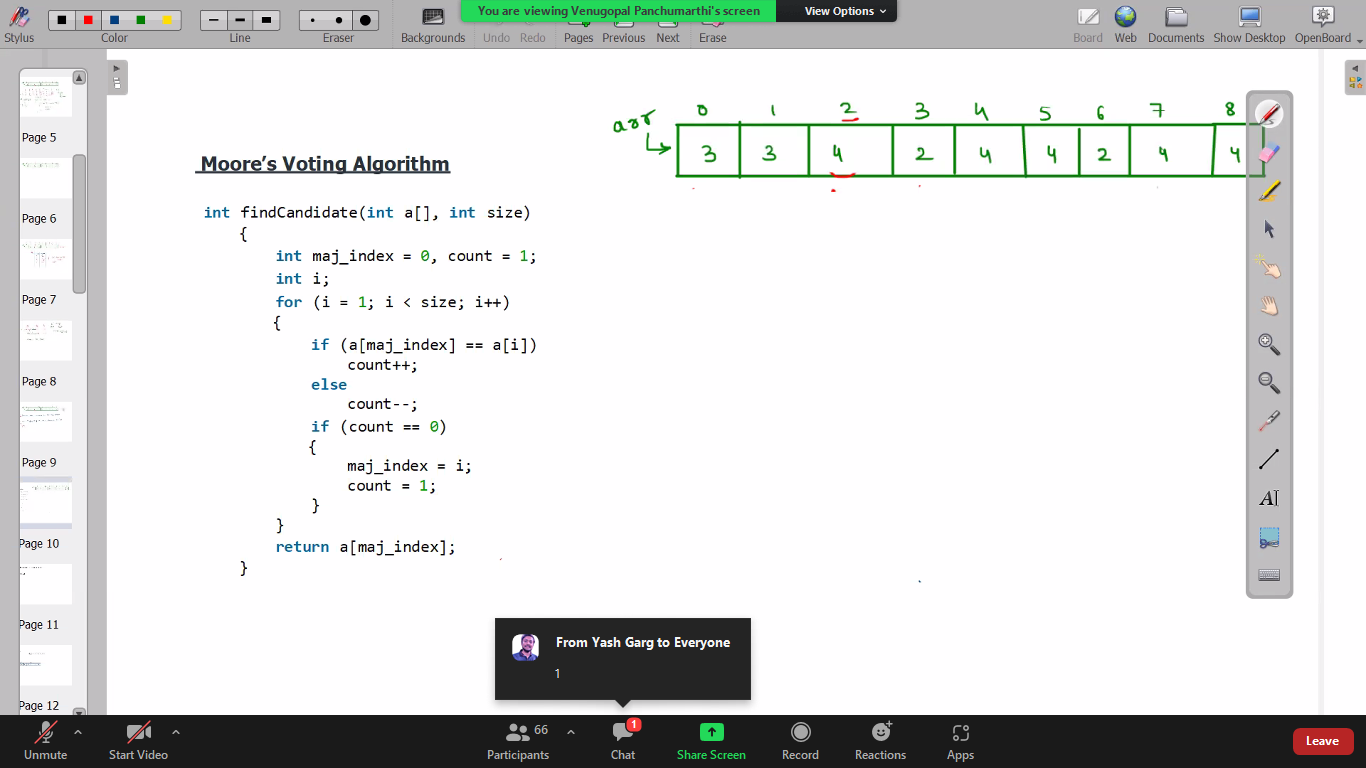 You are viewing Venugopal Panchumarthi's screen
View Options
Stylus
Color
Line
Eraser
Backgrounds
Undo
Redo
Pages
Previous
Next
Erase
Board
Web
Documents
Show Desktop
OpenBoard
Page 5
Page 6
Page 7
Page 8
Page 9
Page 10
Page 11
Page 12
arr
0 1 2 3 4 5 6 7 8
3 3 4 2 4 4 2 4 4
Moore's Voting Algorithm
int findCandidate(int a[], int size)
{
int maj_index = 0, count = 1;
int i;
for (i = 1; i < size; i++)
{
if (a[maj_index] == a[i])
count++;
else
count--;
if (count == 0)
{
maj_index = i;
count = 1;
}
}
return a[maj_index];
}
A
From Yash Garg to Everyone
1
Unmute
Start Video
66
Participants
1
Chat
Share Screen
Record
Reactions
Apps
Leave